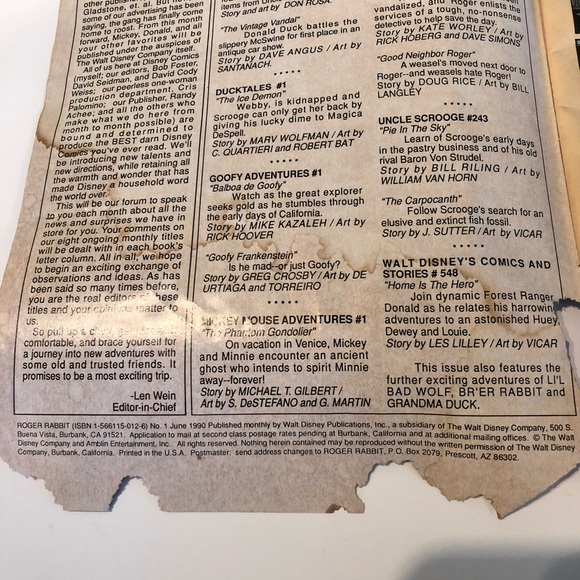 other publi
Gladstone, et. al. But
some of our advertising has been
saying, the gang has finally come
home to roost. From this month
forward, Mickey, Donald, and all
your other favorites will be
published under the auspices of
The Walt Disney Company itself.
All of us here at Disney Comics
(myself; our editors, Bob Foster,
David Seidman, and David Cody
Weiss; our peerless one-woman
production department, Cris
Palomino; our Publisher, Randy
Achee; and all the others who
make what we do here from
month to month possible) are
bound and determined to
produce the BEST darn Disney
Comics you've ever read. We'll
be introducing new talents and
new directions, while retaining all
the warmth and wonder that has
made Disney a household word
the world over.
This will be our forum to speak
to you each month about all the
news and surprises we have in
store for you. Your comments on
our eight ongoing monthly titles
will be dealt with in each book's
letter column. All in all, we hope
to begin an exciting exchange of
observations and ideas. As has
been said so many times before,
you are the real editors of these
titles and your opinions matter to
us.
So pull up a chair, get
comfortable, and brace yourself for
a journey into new adventures with
some old and trusted friends. It
promises to be a most exciting trip.
-Len Wein
Editor-in-Chief
items from Uncle
Story and art by DON ROSA
"The Vintage Vandal"
Donald Duck battles the
slippery McSwine for first place in an
antique car show.
Story by DAVE ANGUS / Art by
SANTANACH.
* * * * *
DUCKTALES #1
"The Ice Demon"
Webby, is kidnapped and
Scrooge can only get her back by
giving his lucky dime to Magica
DeSpell.
Story by MARV WOLFMAN / Art by
C. QUARTIERI and ROBERT BAT
* * * * *
GOOFY ADVENTURES #1
"Balboa de Goofy"
Watch as the great explorer
seeks gold as he stumbles through
the early days of California.
Story by MIKE KAZALEH / Art by
RICK HOOVER
"Goofy Frankenstein"
Is he mad--or just Goofy?
Story by GREG CROSBY / Art by DE
URTIAGA and TORREIRO
* * * * *
MICKEY MOUSE ADVENTURES #1
"The Phantom Gondolier"
On vacation in Venice, Mickey
and Minnie encounter an ancient
ghost who intends to spirit Minnie
away--forever!
Story by MICHAEL T. GILBERT /
Art by S. DeSTEFANO and G. MARTIN
vandalized, and Roger enlists the
services of a tough, no-nonsense
detective to help save the day.
Story by KATE WORLEY / Art by
RICK HOBERG and DAVE SIMONS
"Good Neighbor Roger"
A weasel's moved next door to
Roger--and weasels hate Roger!
Story by DOUG RICE / Art by BILL
LANGLEY
* * * * *
UNCLE SCROOGE #243
"Pie In The Sky"
Learn of Scrooge's early days
in the pastry business and of his old
rival Baron Von Strudel.
Story by BILL RILING / Art by
WILLIAM VAN HORN
"The Carpocanth"
Follow Scrooge's search for an
elusive and extinct fish fossil.
Story by J. SUTTER / Art by VICAR
* * * * *
WALT DISNEY'S COMICS AND
STORIES # 548
"Home Is The Hero"
Join dynamic Forest Ranger
Donald as he relates his harrowin
adventures to an astonished Huey,
Dewey and Louie.
Story by LES LILLEY / Art by VICAR
This issue also features the
further exciting adventures of LI'L
BAD WOLF, BR'ER RABBIT and
GRANDMA DUCK.
ROGER RABBIT (ISBN 1-566115-012-6) No. 1 June 1990 Published monthly by Walt Disney Publications, Inc., a subsidiary of The Walt Disney Company, 500 S.
Buena Vista, Burbank, CA 91521. Application to mail at second class postage rates pending at Burbank, California and at additional mailing offices. © The Walt
Disney Company and Amblin Entertainment, Inc. All rights reserved. Nothing herein contained may be reproduced without the written permission of The Walt Disney
Company, Burbank, California. Printed in the U.S.A. Postmaster: send address changes to ROGER RABBIT, P.O. Box 2079, Prescott, AZ 86302.